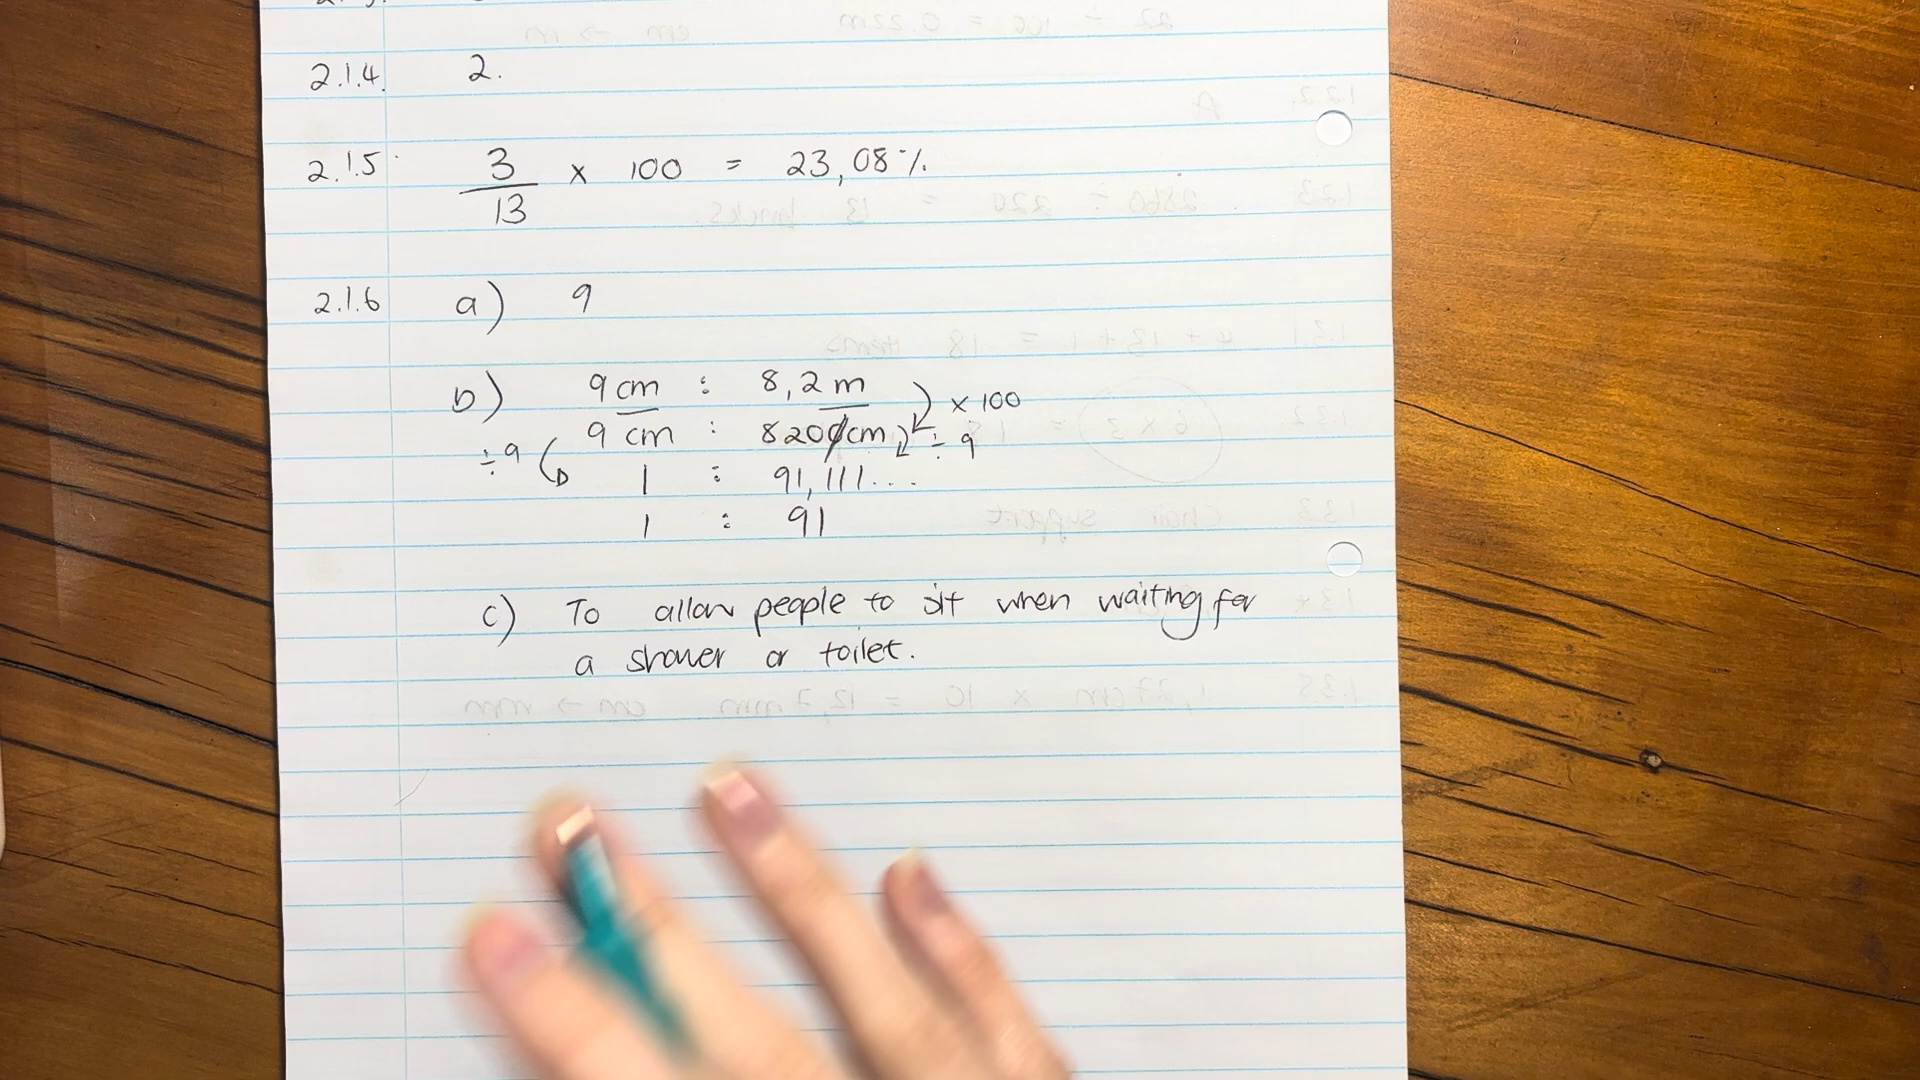 2.1.4. 2.
2.1.5 3/13 x 100 = 23,08%
2.1.6 a) 9
b) 9 cm : 8,2 m x 100
÷9 9 cm : 820 cm ÷ 9
1 : 91,111...
1 : 91
c) To allow people to sit when waiting for
a shower or toilet.